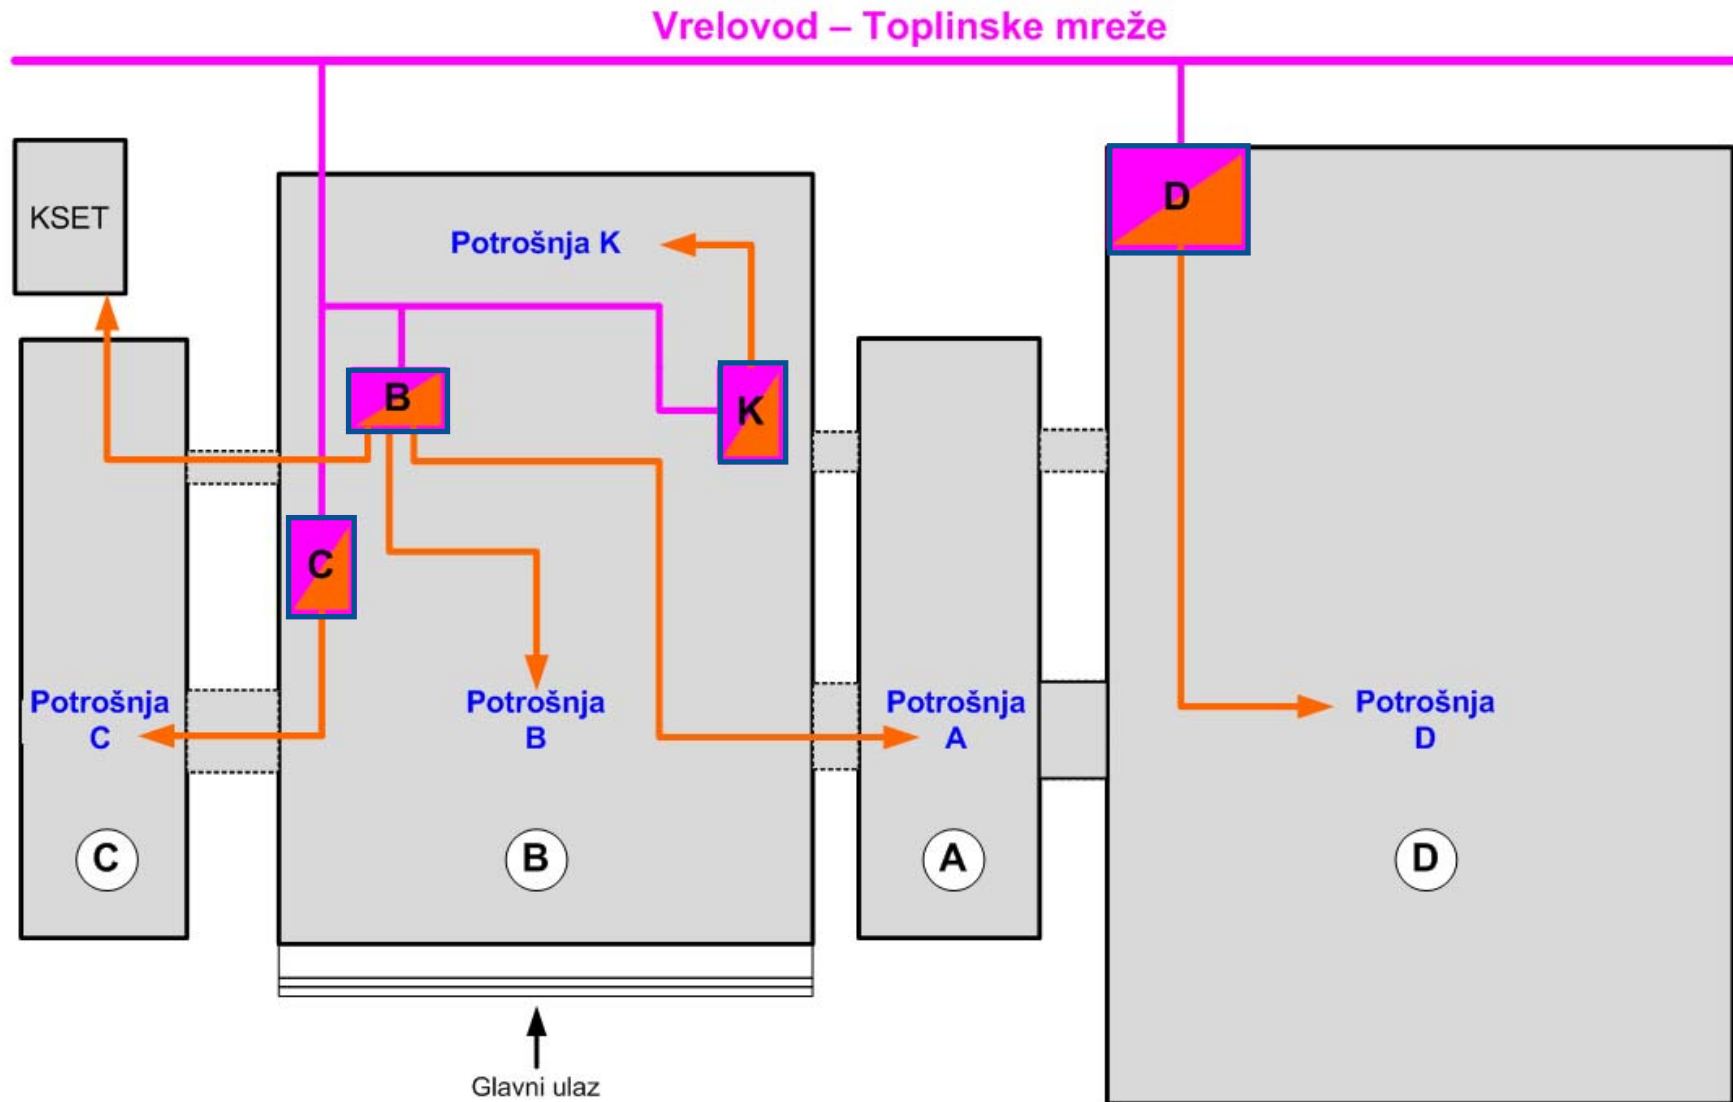 Vrelovod – Toplinske mreže
KSET
Potrošnja K
D
B
K
C
Potrošnja
C
Potrošnja
B
Potrošnja
A
Potrošnja
D
C
B
A
D
Glavni ulaz